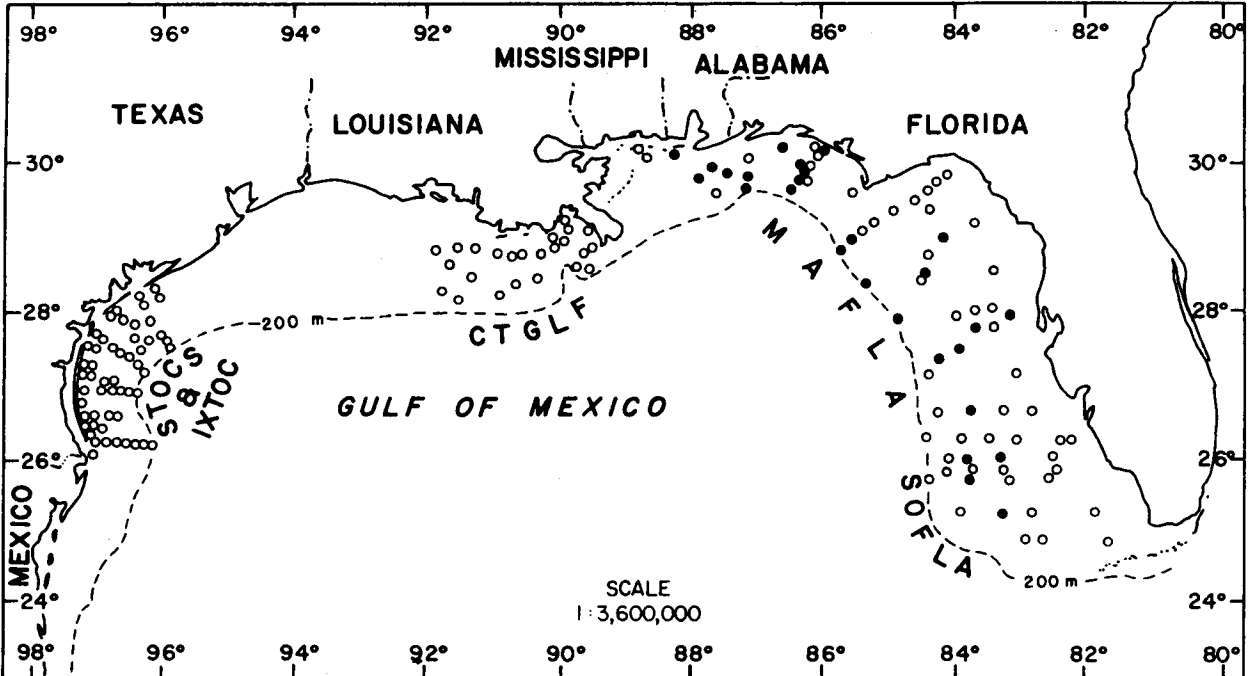 98° 96° 94° 92° 90° 88° 86° 84° 82° 80°
MISSISSIPPI
ALABAMA
TEXAS
LOUISIANA
FLORIDA
30° 30°
MAFLA
28° 28°
200 m
CTGLF
STOCS
&
IXTOC
GULF OF MEXICO
26° 26°
SOFLA
MEXICO
200 m
SCALE
1:3,600,000
24° 24°
98° 96° 94° 92° 90° 88° 86° 84° 82° 80°